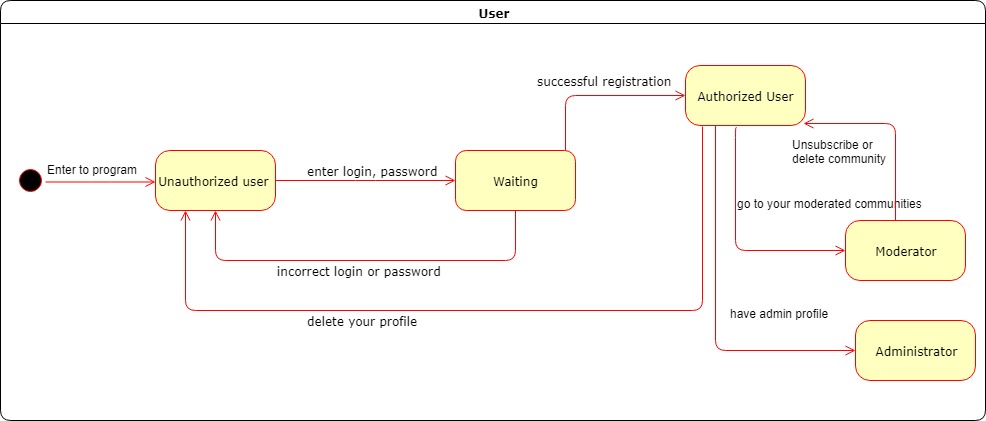 User
successful registration
Authorized User
Unsubscribe or
delete community
Enter to program
enter login, password
Unauthorized user
Waiting
go to your moderated communities
Moderator
incorrect login or password
have admin profile
delete your profile
Administrator